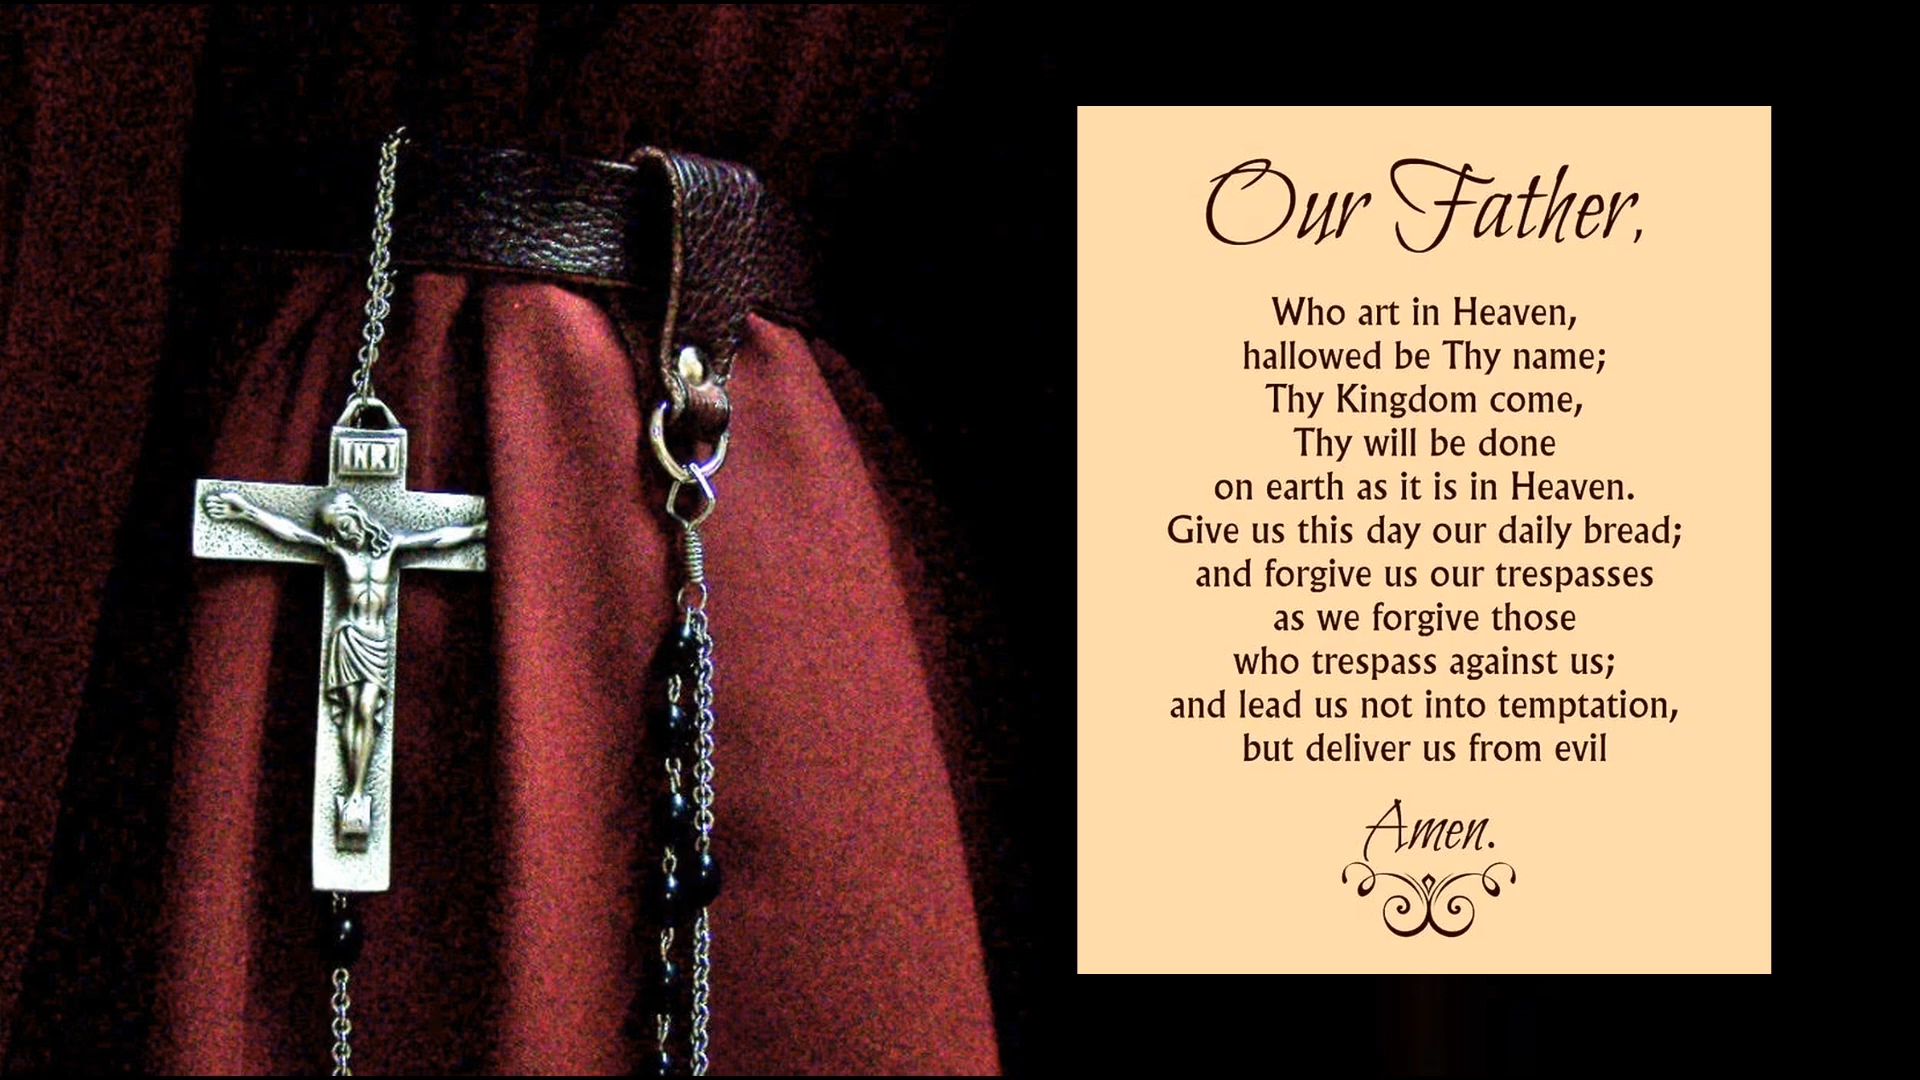 INRI
Our Father,
Who art in Heaven,
hallowed be Thy name;
Thy Kingdom come,
Thy will be done
on earth as it is in Heaven.
Give us this day our daily bread;
and forgive us our trespasses
as we forgive those
who trespass against us;
and lead us not into temptation,
but deliver us from evil
Amen.